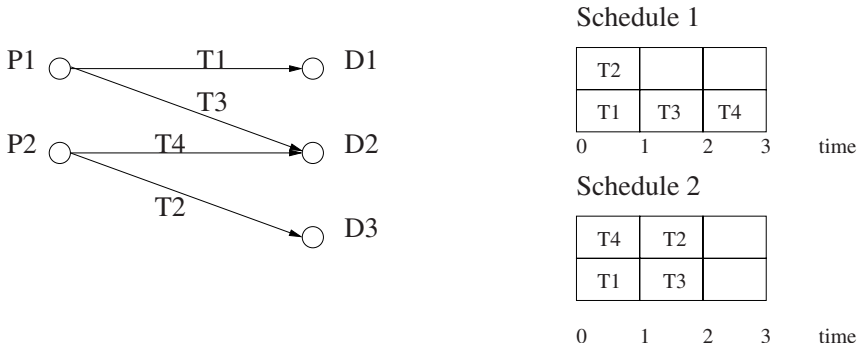 Schedule 1
P1 T1 D1
T2
T3
T1 T3 T4
P2 T4 D2
0 1 2 3 time
Schedule 2
T2
D3
T4 T2
T1 T3
0 1 2 3 time